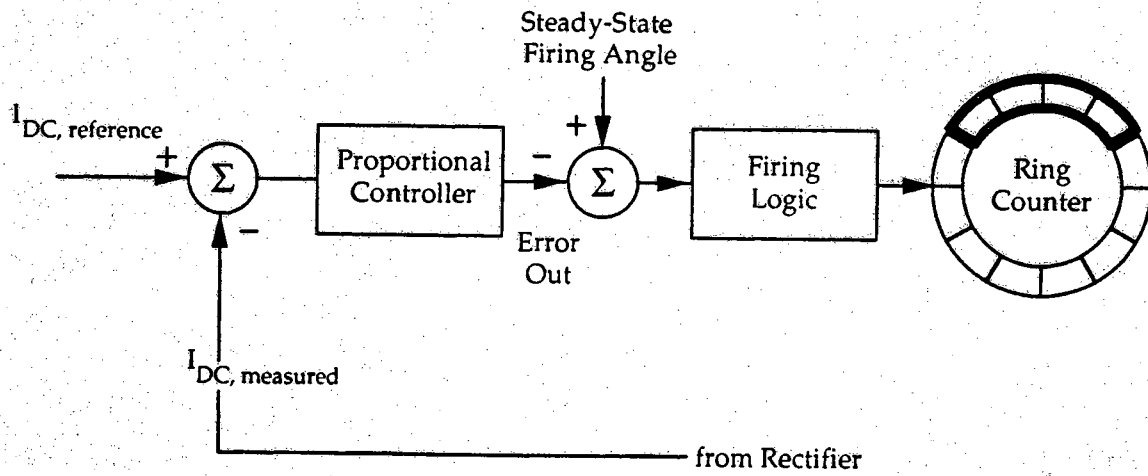 Steady-State
Firing Angle
I DC, reference
+
Σ
−
Proportional
Controller
−
+
Σ
Error
Out
Firing
Logic
Ring
Counter
I DC, measured
from Rectifier